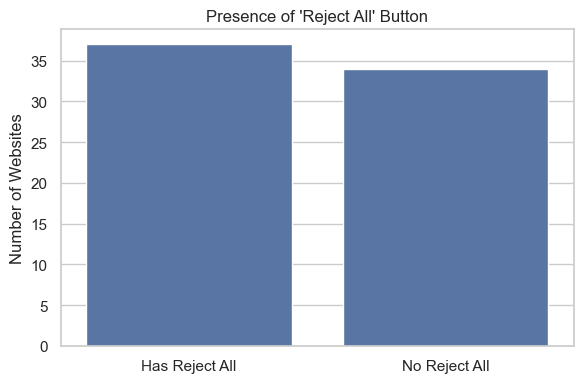 Presence of 'Reject All' Button
Number of Websites
35
30
25
20
15
10
5
0
Has Reject All
No Reject All